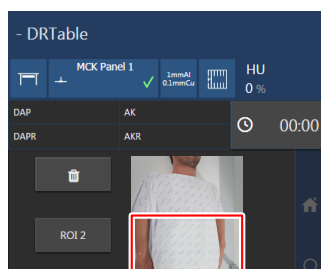 - DRTable
MCK Panel 1
1mmAl
0.1mmCu
HU
0 %
DAP
AK
DAPR
AKR
00:00
ROI 2